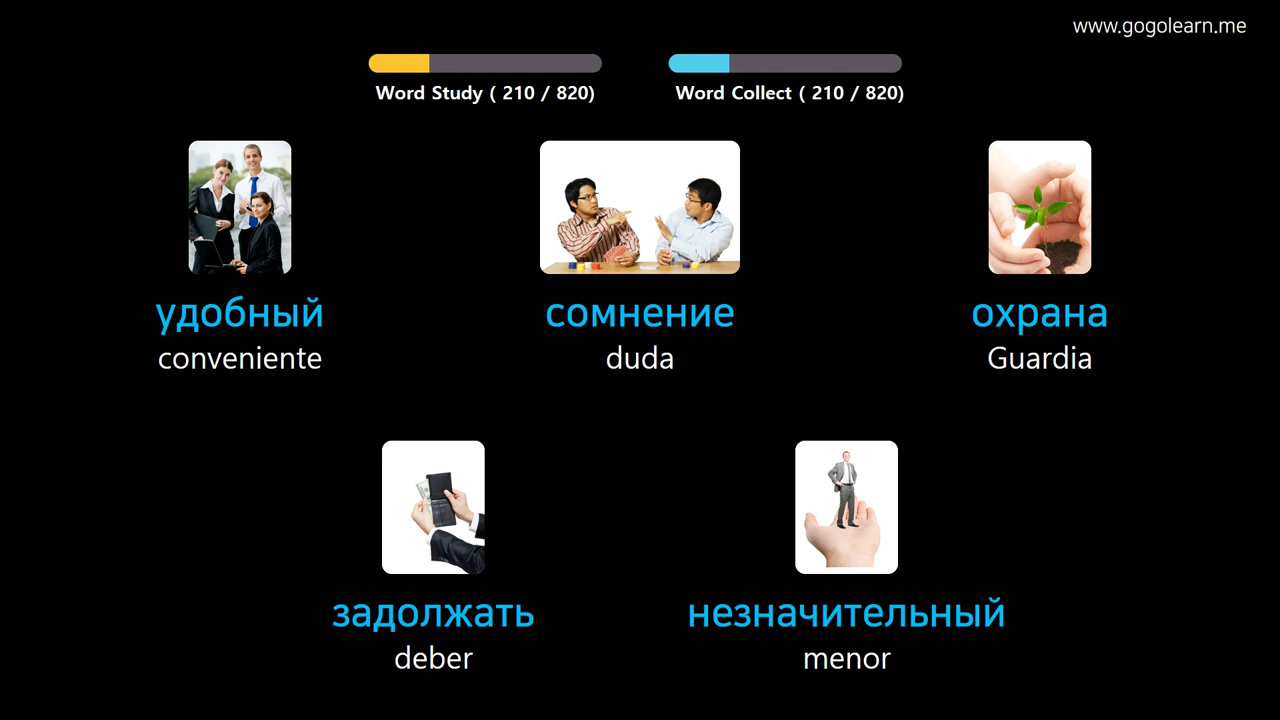 www.gogolearn.me
Word Study ( 210 / 820)
Word Collect ( 210 / 820)
удобный
conveniente
сомнение
duda
охрана
Guardia
задолжать
deber
незначительный
menor